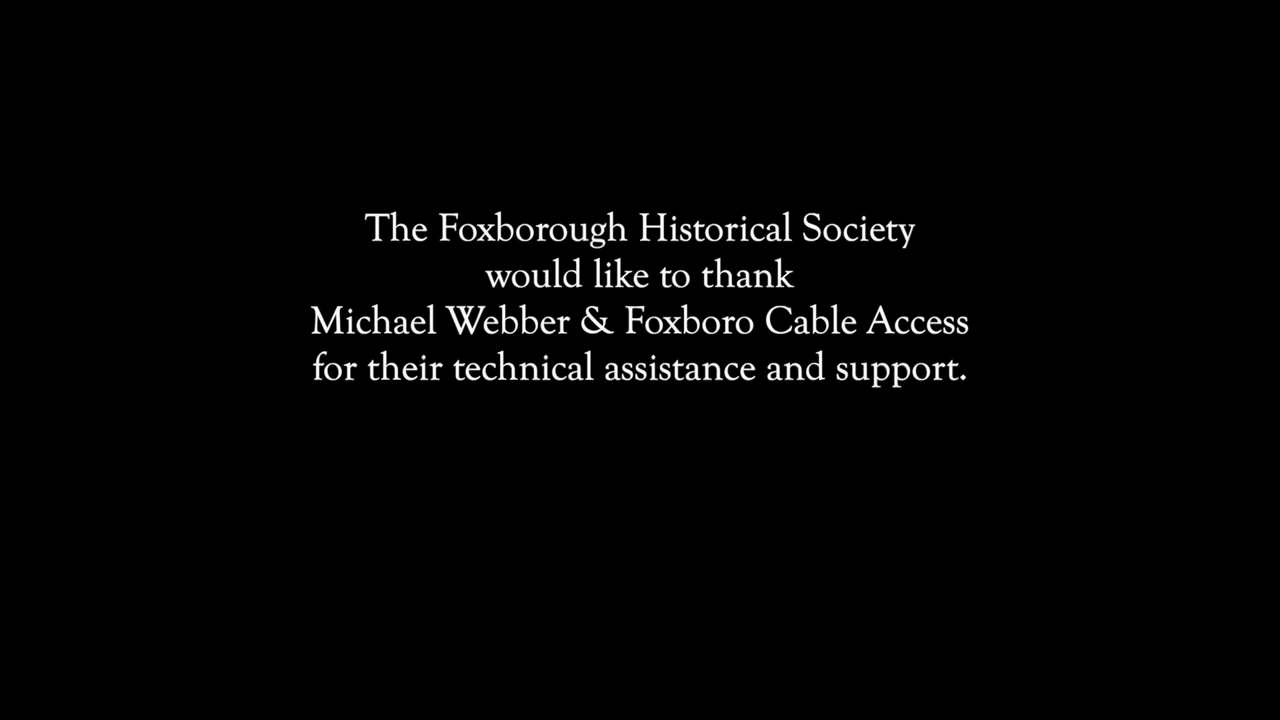 The Foxborough Historical Society
would like to thank
Michael Webber & Foxboro Cable Access
for their technical assistance and support.